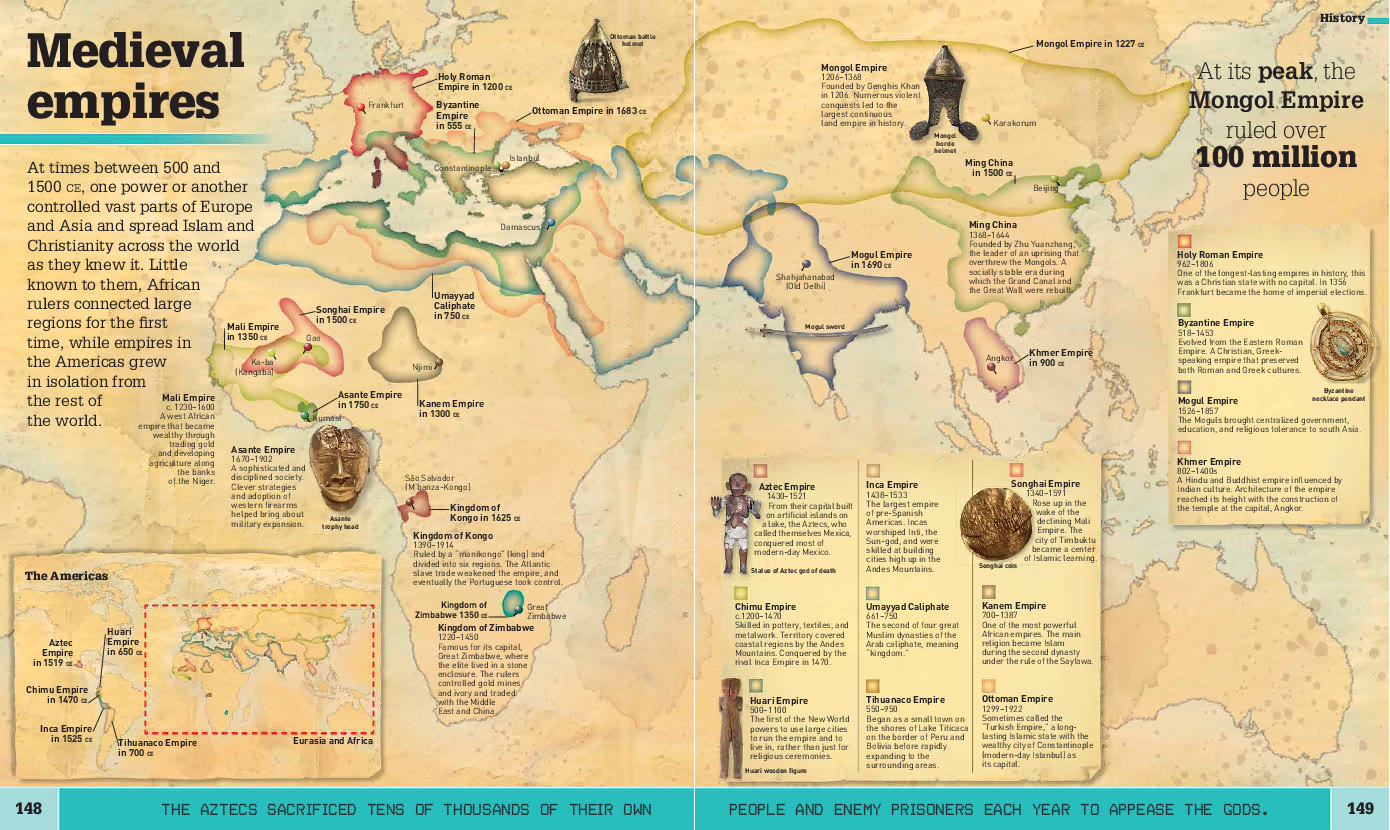 Medieval
empires
At times between 500 and
1500 CE, one power or another
controlled vast parts of Europe
and Asia and spread Islam and
Christianity across the world
as they knew it. Little
known to them, African
rulers connected large
regions for the first
time, while empires in
the Americas grew
in isolation from
the rest of
the world.
Ottoman battle
helmet
Holy Roman
Empire in 1200 CE
Frankfurt
Byzantine
Empire
in 555 CE
Ottoman Empire in 1683 CE
Istanbul
Constantinople
Damascus
Umayyad
Caliphate
in 750 CE
Songhai Empire
in 1500 CE
Mali Empire
in 1350 CE
Gao
Ka-ba
(Kangaba)
Njimi
Kanem Empire
in 1300 CE
Asante Empire
in 1750 CE
Kumasi
Mali Empire
c. 1230–1600
A west African
empire that became
wealthy through
trading gold
and developing
agriculture along
the banks
of the Niger.
Asante Empire
1670–1902
A sophisticated and
disciplined society.
Clever strategies
and adoption of
western firearms
helped bring about
military expansion.
Asante
trophy head
São Salvador
(M'banza-Kongo)
Kingdom of
Kongo in 1625 CE
Kingdom of Kongo
1390–1914
Ruled by a "manikongo" (king) and
divided into six regions. The Atlantic
slave trade weakened the empire, and
eventually the Portuguese took control.
Kingdom of
Zimbabwe 1350 CE
Great
Zimbabwe
Kingdom of Zimbabwe
1220–1450
Famous for its capital,
Great Zimbabwe, where
the elite lived in a stone
enclosure. The rulers
controlled gold mines
and ivory and traded
with the Middle
East and China.
The Americas
Huari
Empire
in 650 CE
Aztec
Empire
in 1519 CE
Chimu Empire
in 1470 CE
Inca Empire
in 1525 CE
Tihuanaco Empire
in 700 CE
Eurasia and Africa
148
THE AZTECS SACRIFICED TENS OF THOUSANDS OF THEIR OWN
History
Mongol Empire in 1227 CE
Mongol Empire
1206–1368
Founded by Genghis Khan
in 1206. Numerous violent
conquests led to the
largest continuous
land empire in history.
Mongol
horde
helmet
Karakorum
At its peak, the
Mongol Empire
ruled over
100 million
people
Ming China
in 1500 CE
Beijing
Ming China
1368–1644
Founded by Zhu Yuanzhang,
the leader of an uprising that
overthrew the Mongols. A
socially stable era during
which the Grand Canal and
the Great Wall were rebuilt.
Mogul Empire
in 1690 CE
Shahjahanabad
(Old Delhi)
Mogul sword
Angkor
Khmer Empire
in 900 CE
Holy Roman Empire
962–1806
One of the longest-lasting empires in history, this
was a Christian state with no capital. In 1356
Frankfurt became the home of imperial elections.
Byzantine Empire
518–1453
Evolved from the Eastern Roman
Empire. A Christian, Greek-
speaking empire that preserved
both Roman and Greek cultures.
Byzantine
necklace pendant
Mogul Empire
1526–1857
The Moguls brought centralized government,
education, and religious tolerance to south Asia.
Khmer Empire
802–1400s
A Hindu and Buddhist empire influenced by
Indian culture. Architecture of the empire
reached its height with the construction of
the temple at the capital, Angkor.
Aztec Empire
1430–1521
From their capital built
on artificial islands on
a lake, the Aztecs, who
called themselves Mexica,
conquered most of
modern-day Mexico.
Statue of Aztec god of death
Inca Empire
1438–1533
The largest empire
of pre-Spanish
Americas. Incas
worshiped Inti, the
Sun-god, and were
skilled at building
cities high up in the
Andes Mountains.
Songhai Empire
1340–1591
Rose up in the
wake of the
declining Mali
Empire. The
city of Timbuktu
became a center
of Islamic learning.
Songhai coin
Chimu Empire
c.1200–1470
Skilled in pottery, textiles, and
metalwork. Territory covered
coastal regions by the Andes
Mountains. Conquered by the
rival Inca Empire in 1470.
Umayyad Caliphate
661–750
The second of four great
Muslim dynasties of the
Arab caliphate, meaning
"kingdom."
Kanem Empire
700–1387
One of the most powerful
African empires. The main
religion became Islam
during the second dynasty
under the rule of the Sayfawa.
Huari Empire
500–1100
The first of the New World
powers to use large cities
to run the empire and to
live in, rather than just for
religious ceremonies.
Huari wooden figure
Tihuanaco Empire
550–950
Began as a small town on
the shores of Lake Titicaca
on the border of Peru and
Bolivia before rapidly
expanding to the
surrounding areas.
Ottoman Empire
1299–1922
Sometimes called the
"Turkish Empire," a long-
lasting Islamic state with the
wealthy city of Constantinople
(modern-day Istanbul) as
its capital.
PEOPLE AND ENEMY PRISONERS EACH YEAR TO APPEASE THE GODS.
149